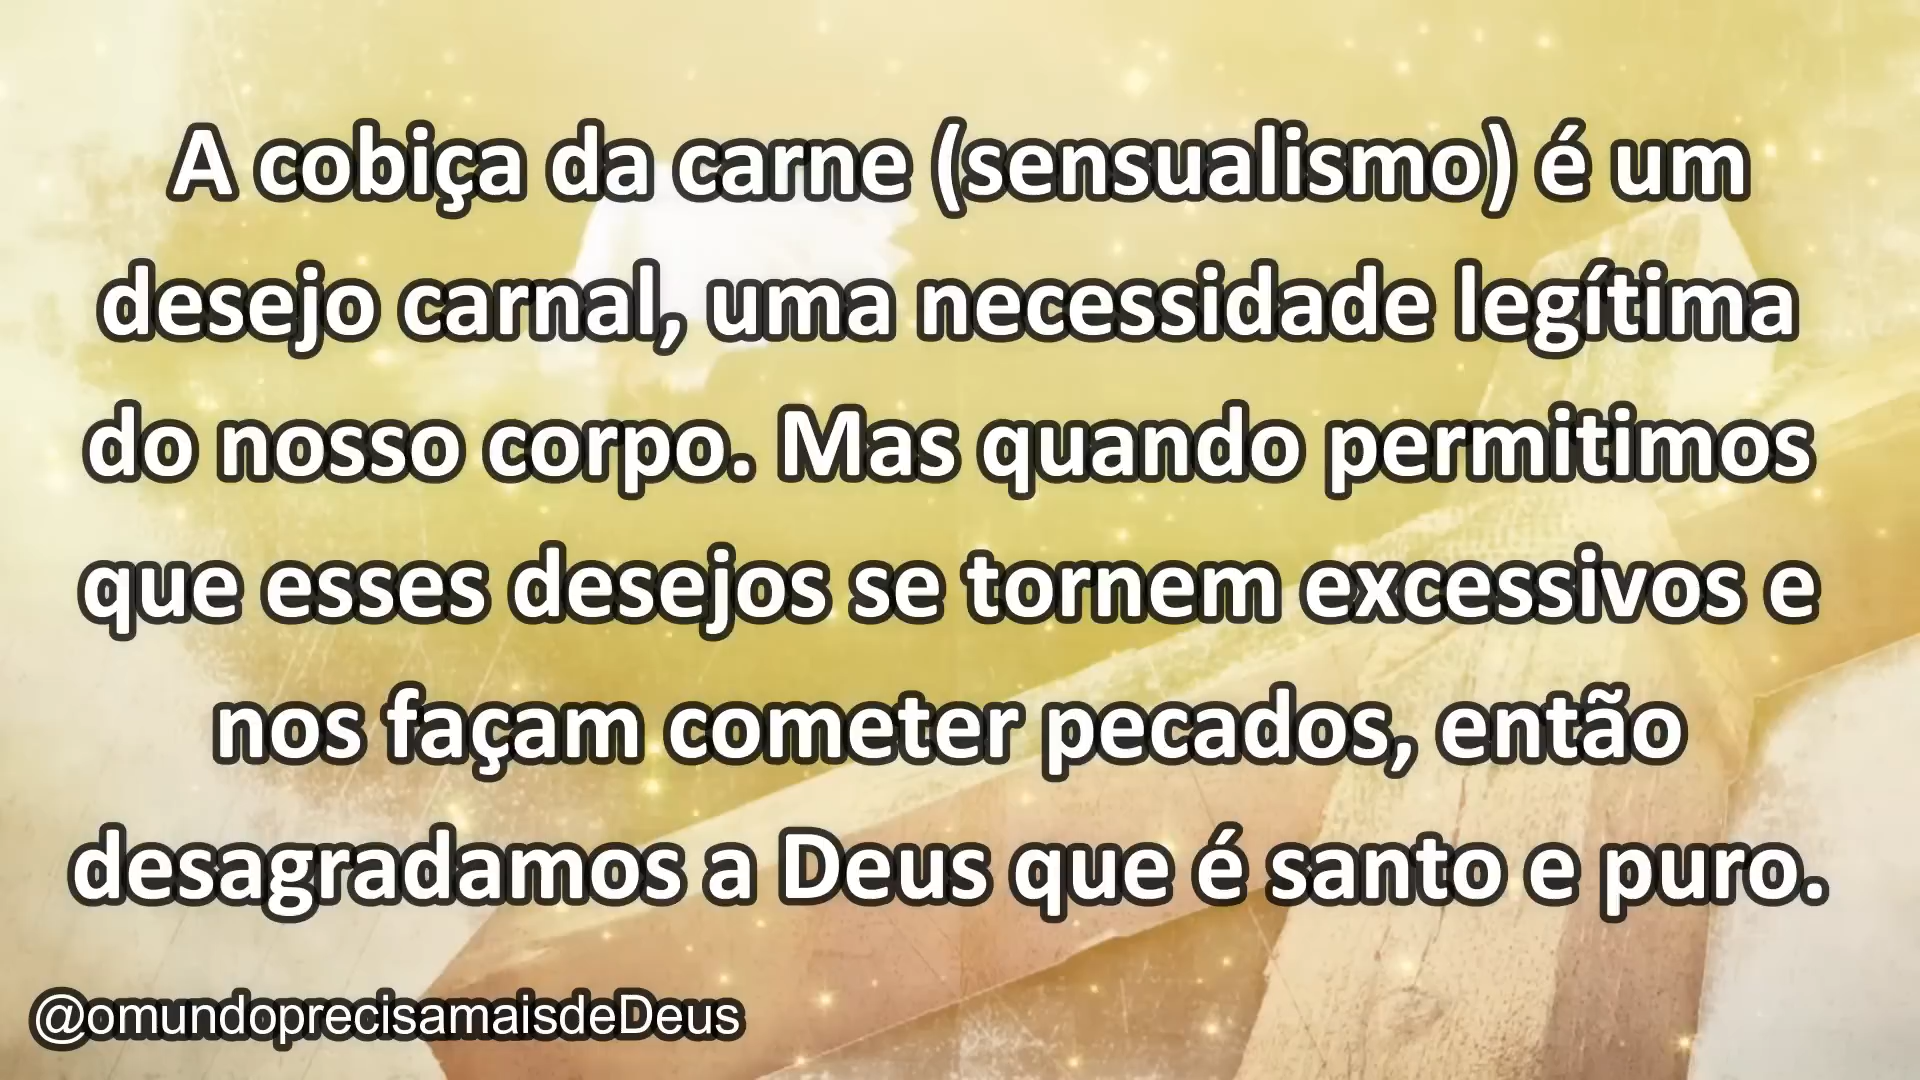 A cobiça da carne (sensualismo) é um
desejo carnal, uma necessidade legítima
do nosso corpo. Mas quando permitimos
que esses desejos se tornem excessivos e
nos façam cometer pecados, então
desagradamos a Deus que é santo e puro.
@omundoprecisamaisdeDeus